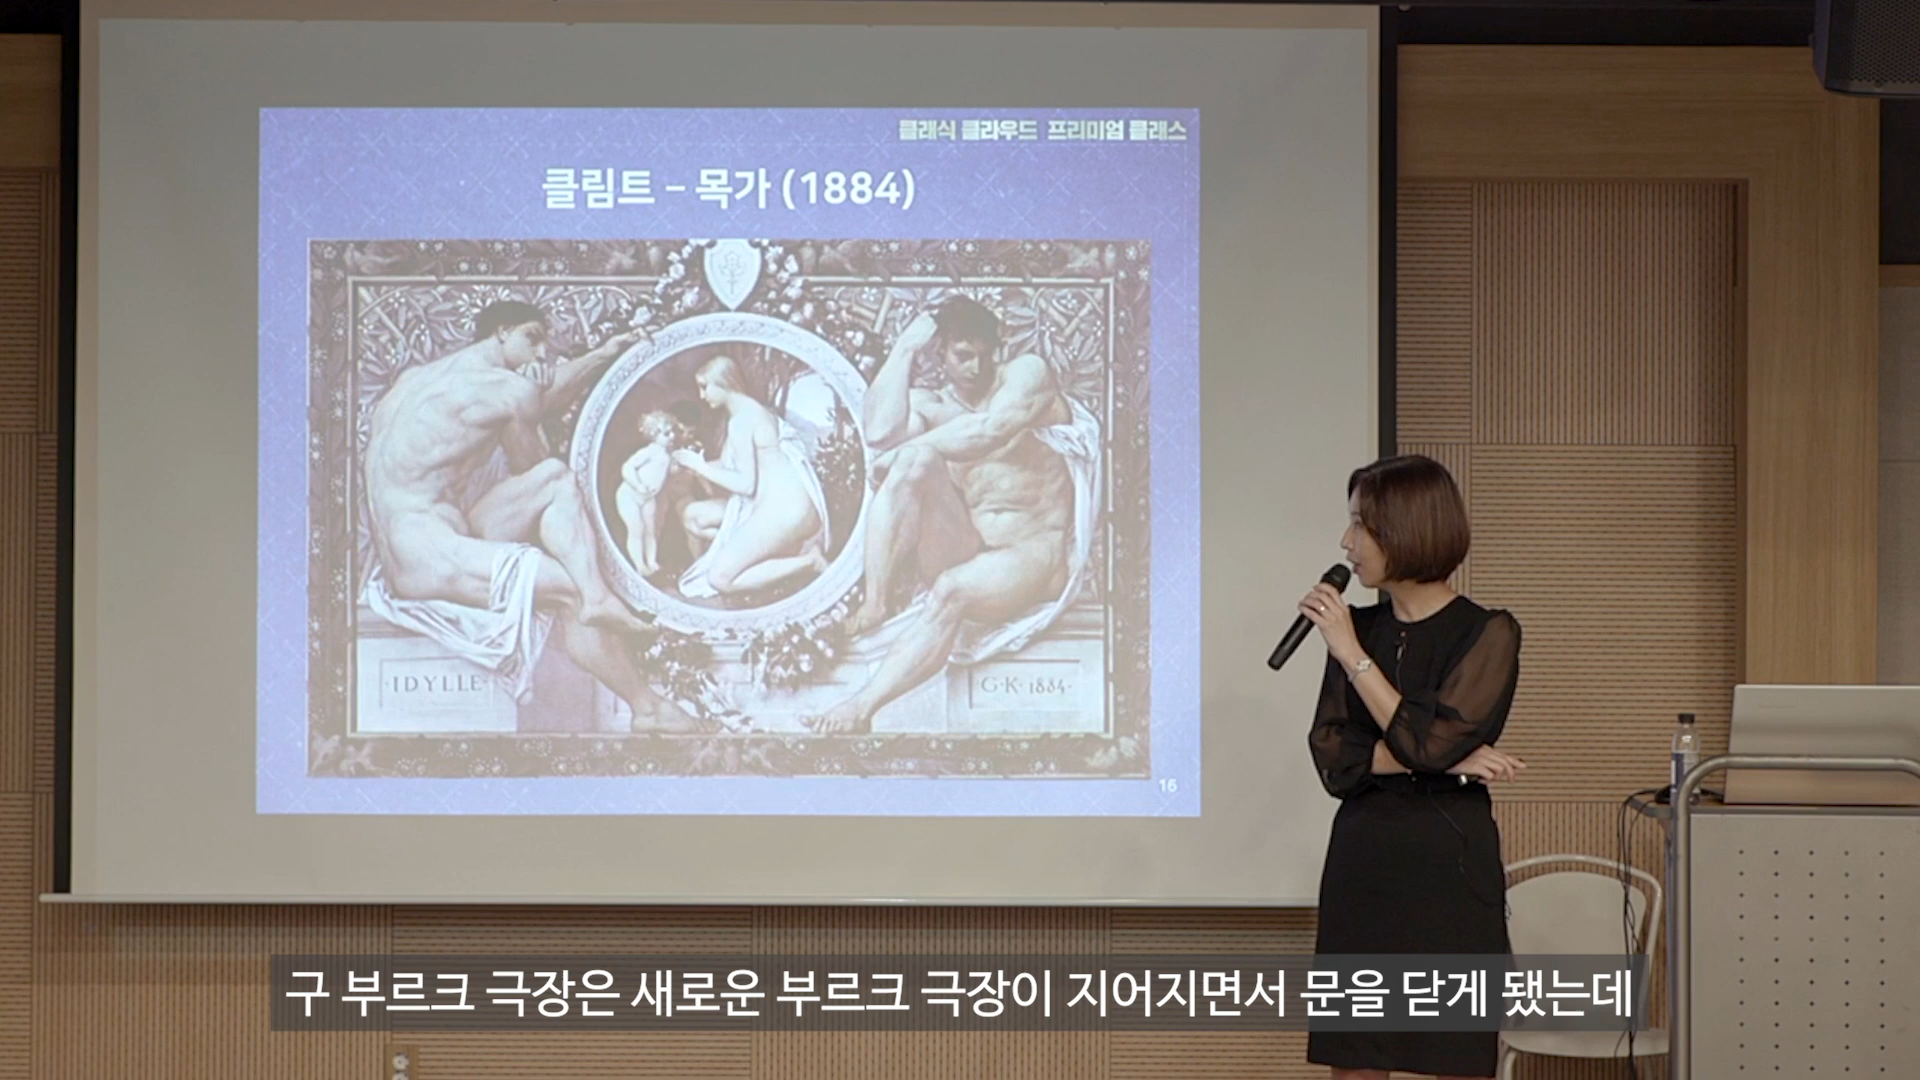 클래식 클라우드 프리미엄 클래스
클림트 – 목가 (1884)
·IDYLLE·
·G·K· 1884·
16
구 부르크 극장은 새로운 부르크 극장이 지어지면서 문을 닫게 됐는데